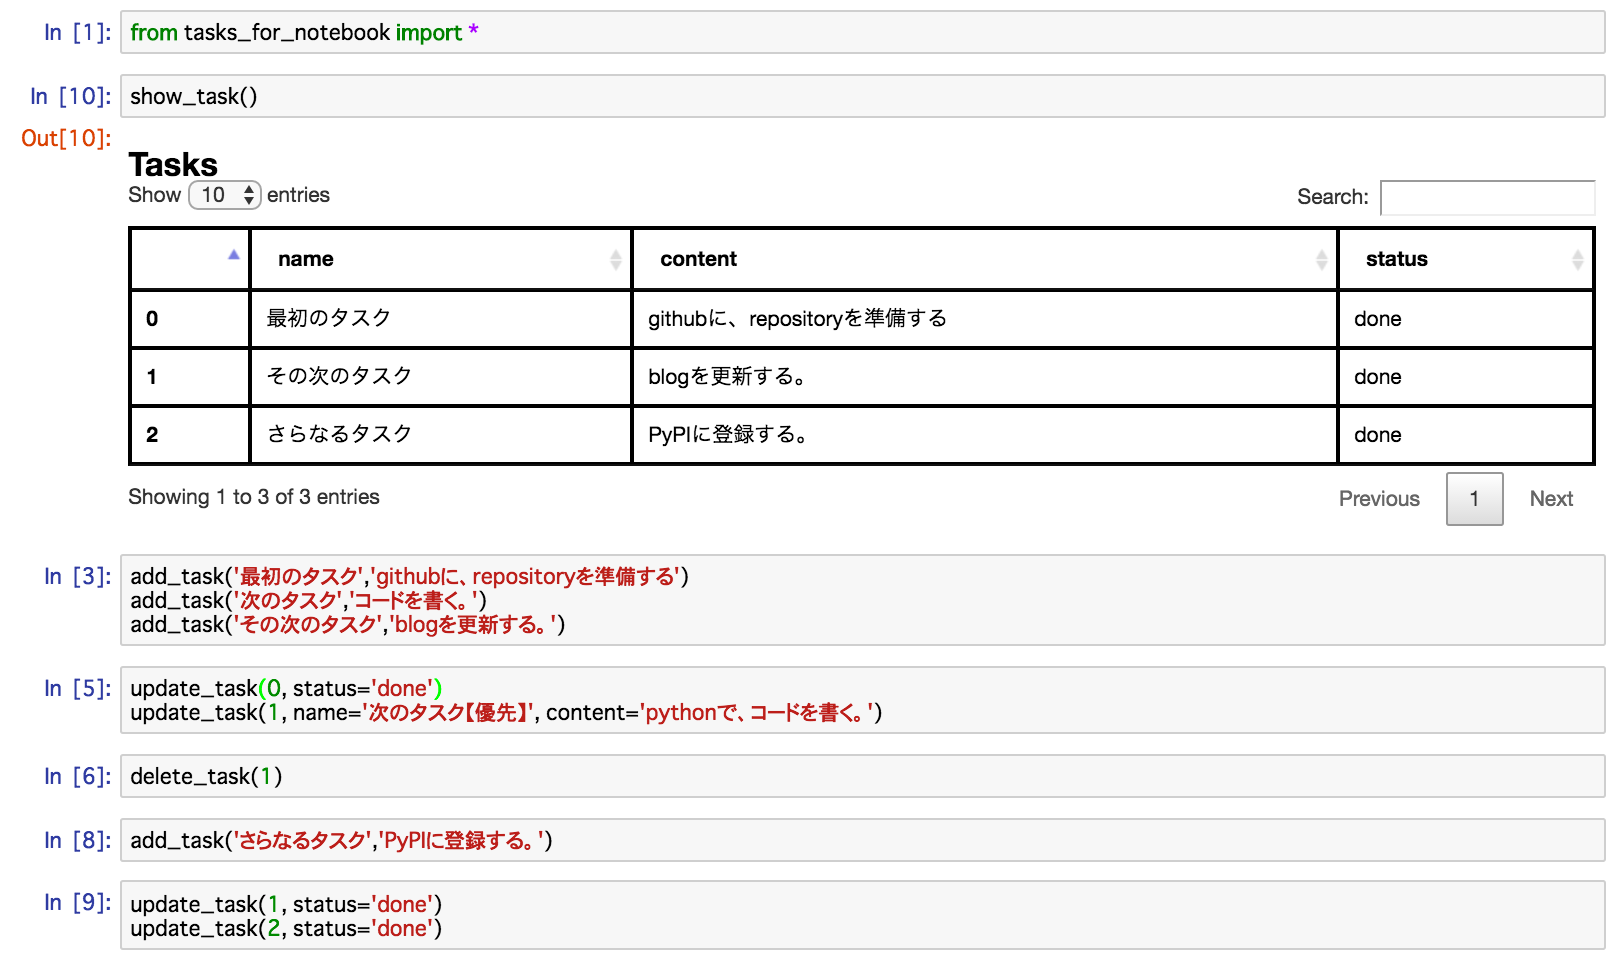 In [1]: from tasks_for_notebook import *
In [10]: show_task()
Out[10]:
Tasks
Show 10 entries Search:
name content status
0 最初のタスク githubに、repositoryを準備する done
1 その次のタスク blogを更新する。 done
2 さらなるタスク PyPIに登録する。 done
Showing 1 to 3 of 3 entries Previous 1 Next
In [3]: add_task('最初のタスク','githubに、repositoryを準備する')
add_task('次のタスク','コードを書く。')
add_task('その次のタスク','blogを更新する。')
In [5]: update_task(0, status='done')
update_task(1, name='次のタスク【優先】', content='pythonで、コードを書く。')
In [6]: delete_task(1)
In [8]: add_task('さらなるタスク','PyPIに登録する。')
In [9]: update_task(1, status='done')
update_task(2, status='done')